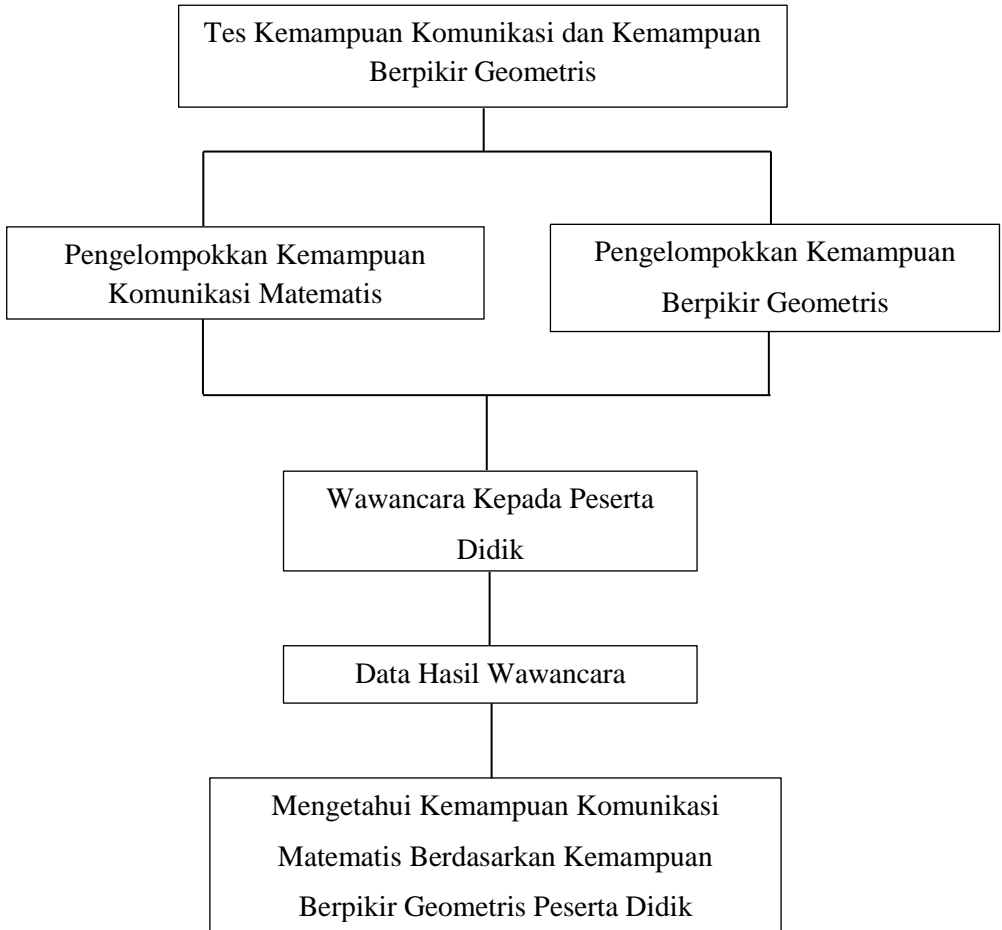 Tes Kemampuan Komunikasi dan Kemampuan
Berpikir Geometris
Pengelompokkan Kemampuan
Komunikasi Matematis
Pengelompokkan Kemampuan
Berpikir Geometris
Wawancara Kepada Peserta
Didik
Data Hasil Wawancara
Mengetahui Kemampuan Komunikasi
Matematis Berdasarkan Kemampuan
Berpikir Geometris Peserta Didik